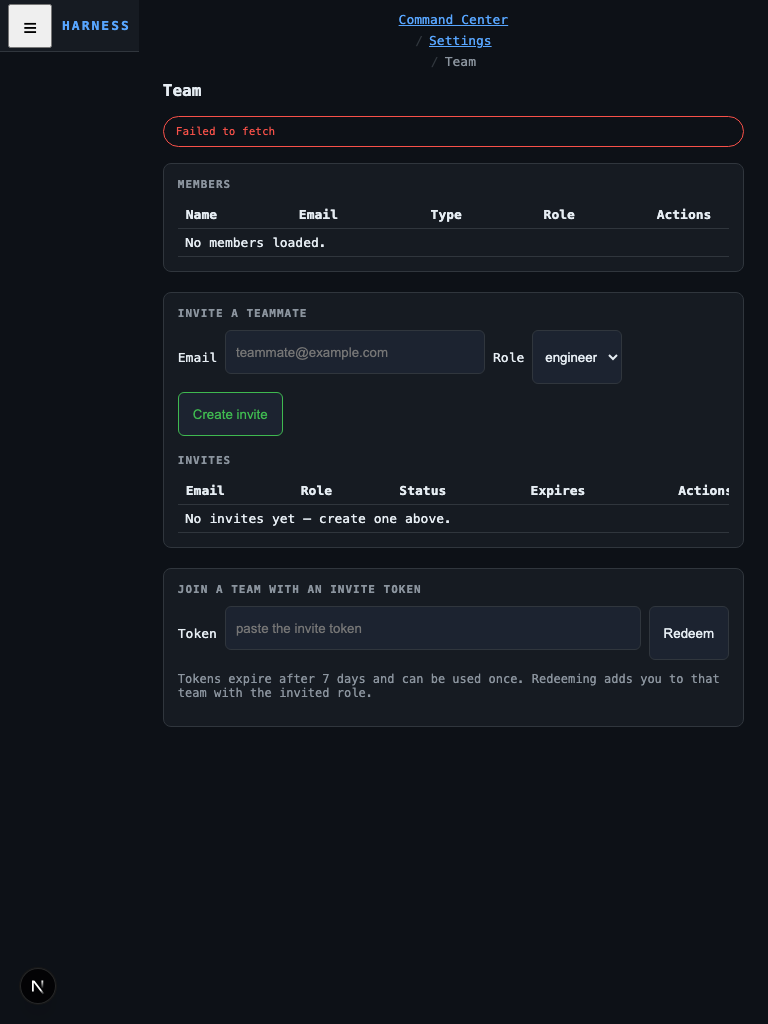 HARNESS
Command Center
/ Settings
/ Team
Team
Failed to fetch
MEMBERS
Name Email Type Role Actions
No members loaded.
INVITE A TEAMMATE
Email teammate@example.com Role engineer
Create invite
INVITES
Email Role Status Expires Actions
No invites yet — create one above.
JOIN A TEAM WITH AN INVITE TOKEN
Token paste the invite token Redeem
Tokens expire after 7 days and can be used once. Redeeming adds you to that
team with the invited role.
N